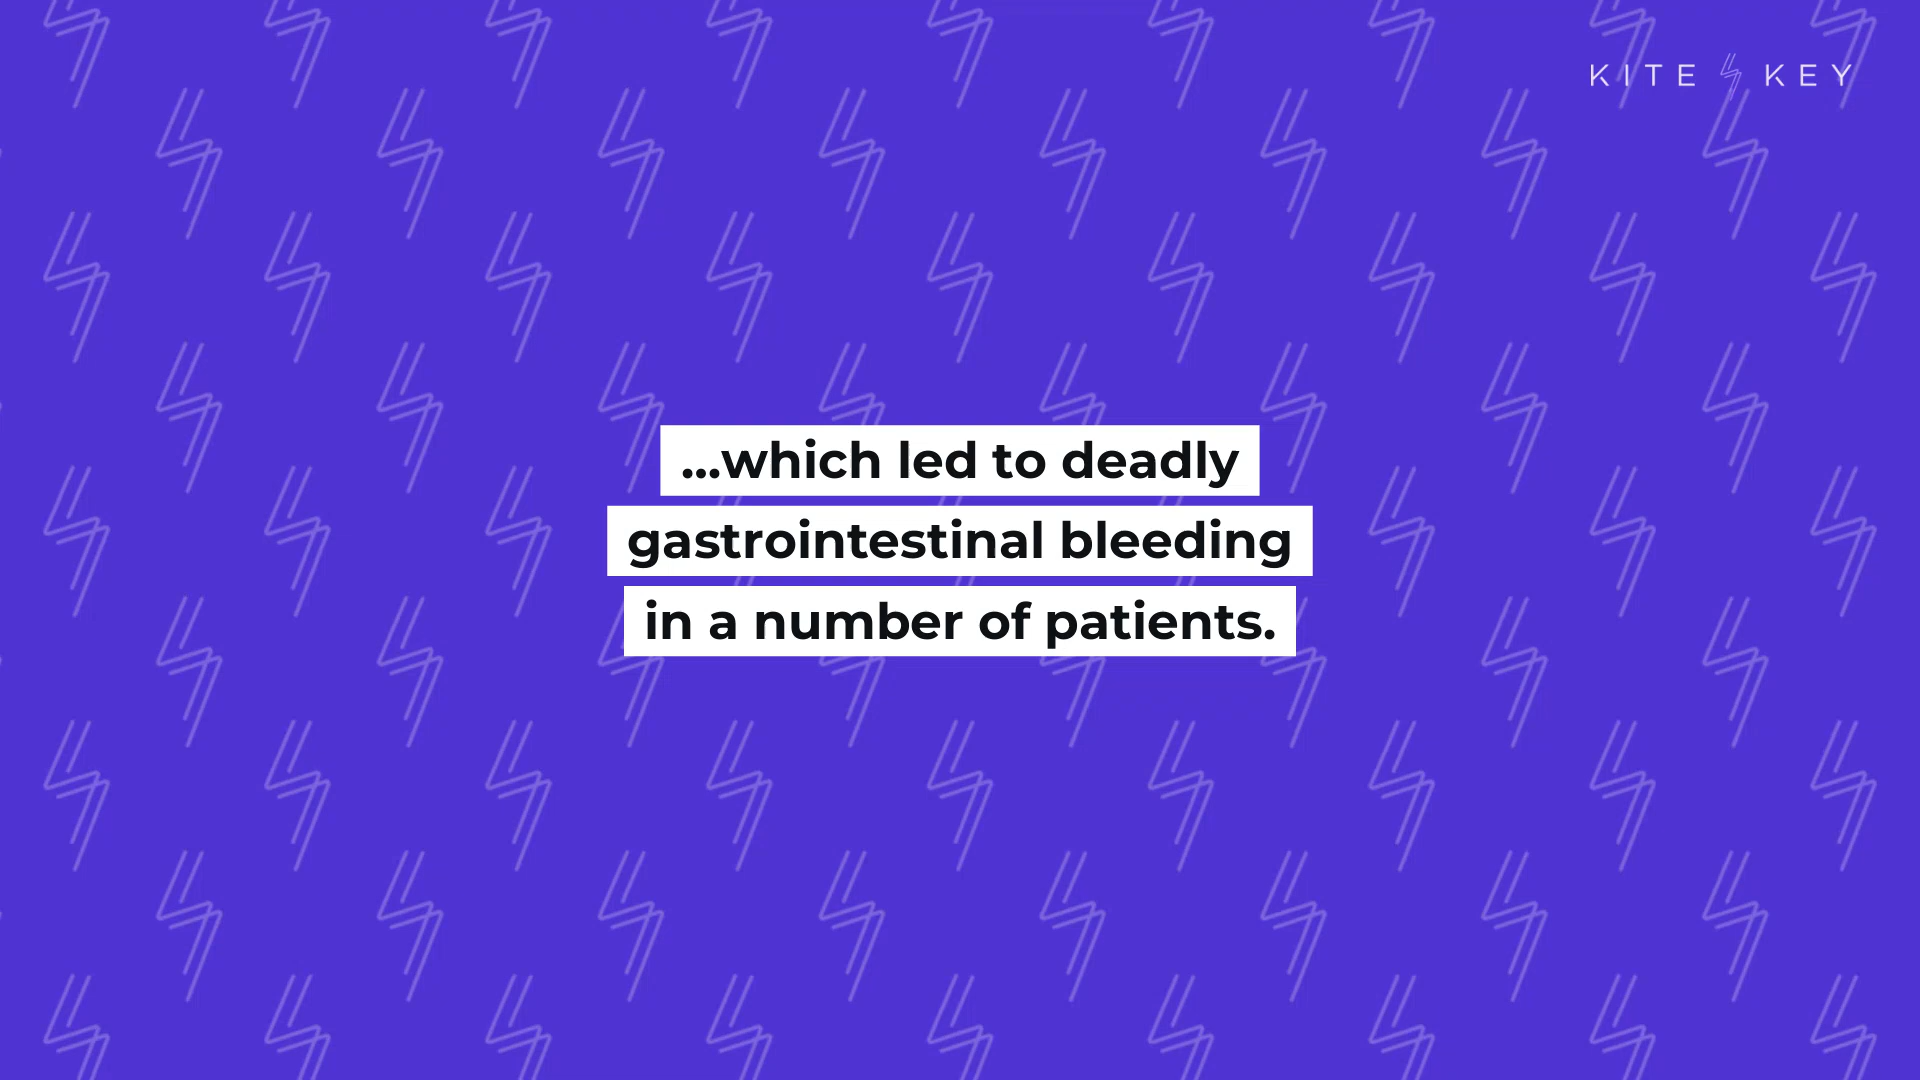 KITE KEY
...which led to deadly
gastrointestinal bleeding
in a number of patients.